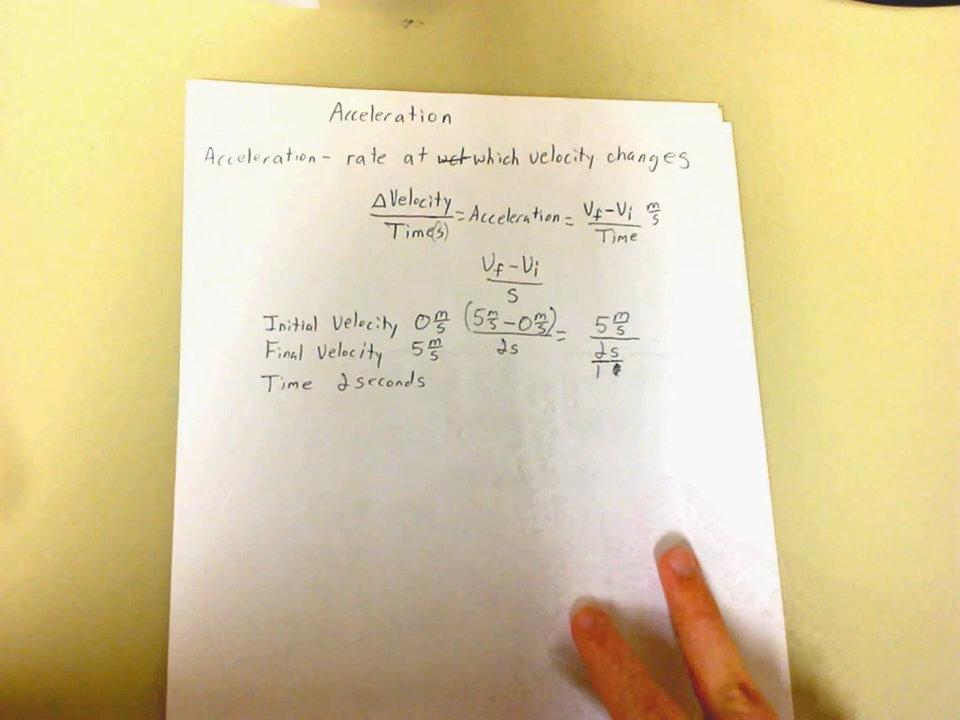 Acceleration
Acceleration - rate at which velocity changes
ΔVelocity / Time(s) = Acceleration = Vf - Vi / Time m/s
Vf - Vi / s
Initial Velocity 0 m/s (5 m/s - 0 m/s) / 2s = 5 m/s / 2s / 1
Final Velocity 5 m/s
Time 2 seconds